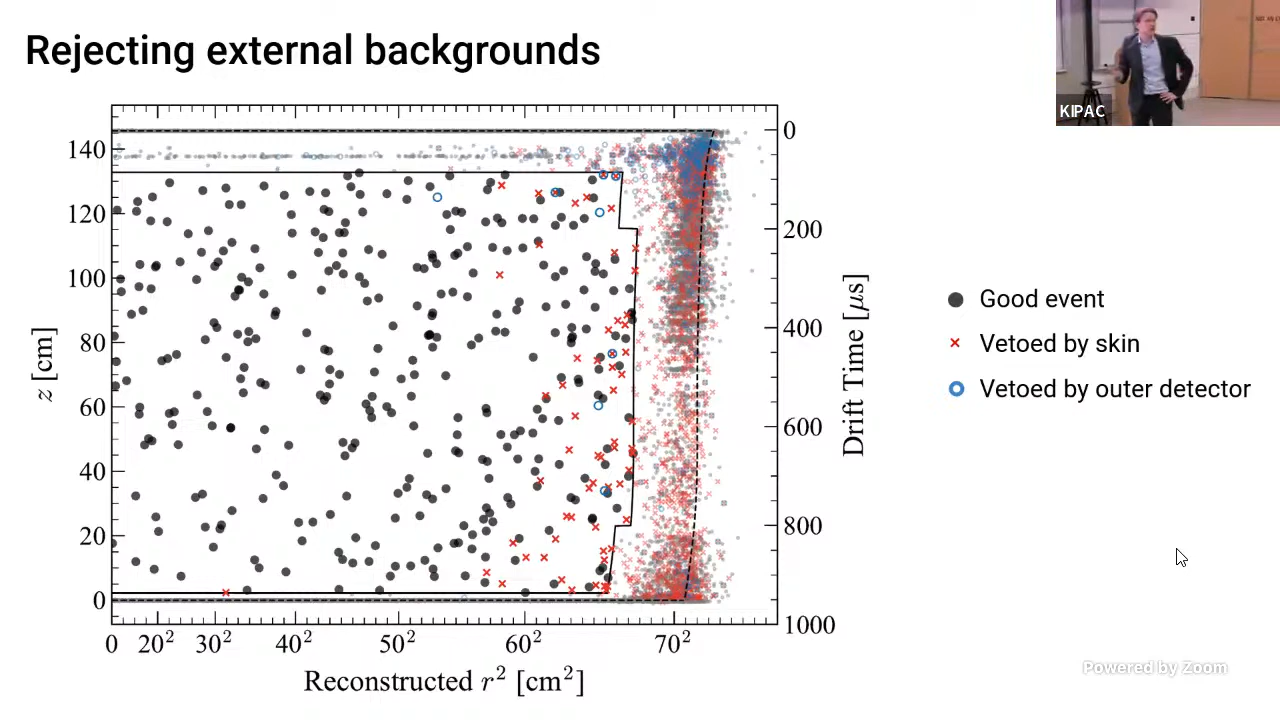 Rejecting external backgrounds
KIPAC
140
120
100
80
60
40
20
0
z [cm]
0
200
400
600
800
1000
Drift Time [μs]
0 20² 30² 40² 50² 60² 70²
Reconstructed r² [cm²]
Good event
Vetoed by skin
Vetoed by outer detector
Powered by Zoom